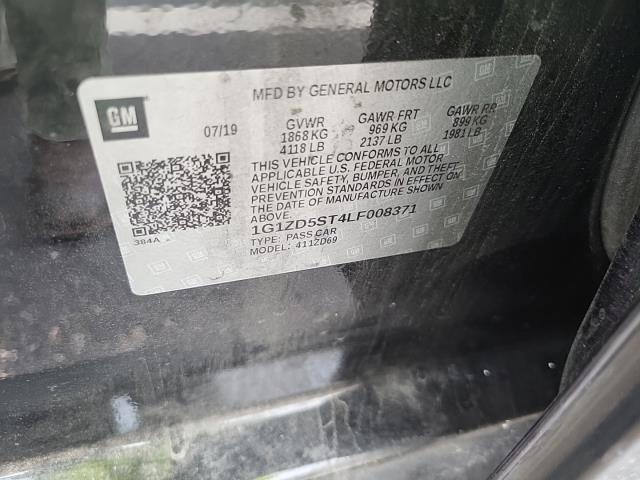 MFD BY GENERAL MOTORS LLC
GM
07/19
GVWR GAWR FRT GAWR RR
1868 KG 969 KG 899 KG
4118 LB 2137 LB 1981 LB
THIS VEHICLE CONFORMS TO ALL
APPLICABLE U.S. FEDERAL MOTOR
VEHICLE SAFETY, BUMPER, AND THEFT
PREVENTION STANDARDS IN EFFECT ON
THE DATE OF MANUFACTURE SHOWN
ABOVE.
1G1ZD5ST4LF008371
TYPE: PASS CAR
MODEL: 411ZD69
384A